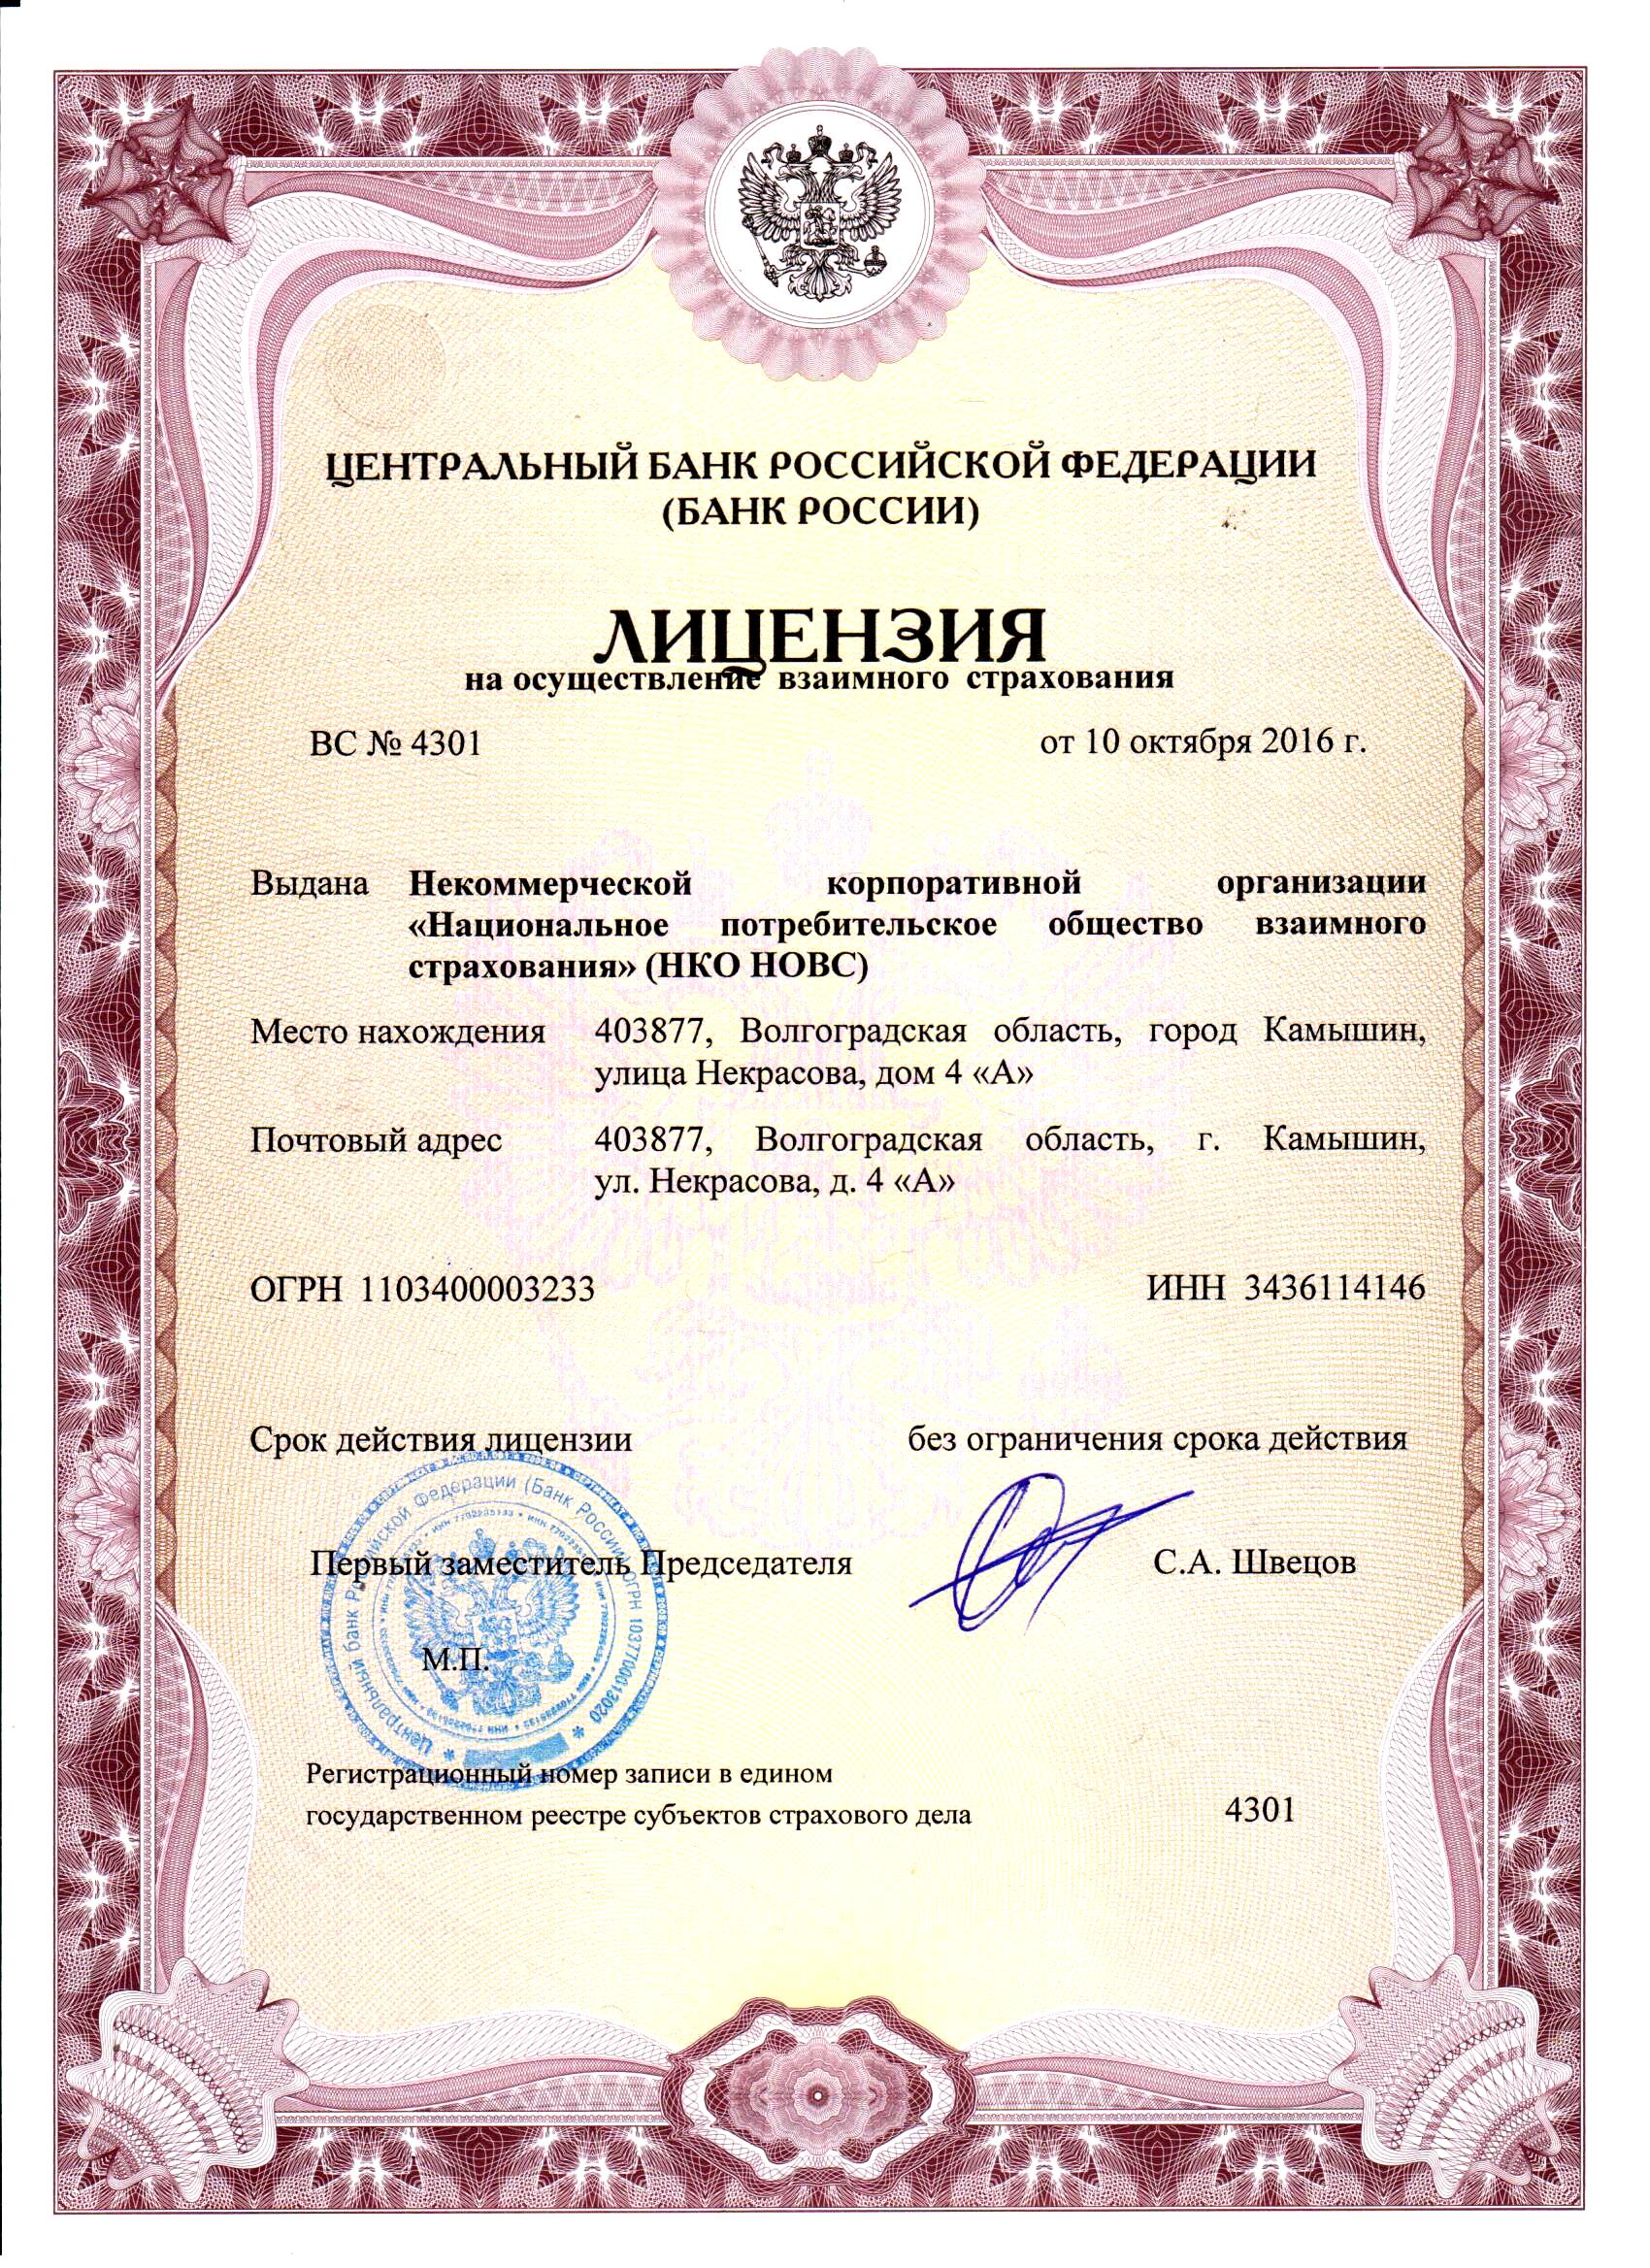 ЦЕНТРАЛЬНЫЙ БАНК РОССИЙСКОЙ ФЕДЕРАЦИИ
(БАНК РОССИИ)
ЛИЦЕНЗИЯ
на осуществление взаимного страхования
ВС № 4301 от 10 октября 2016 г.
Выдана Некоммерческой корпоративной организации
«Национальное потребительское общество взаимного
страхования» (НКО НОВС)
Место нахождения 403877, Волгоградская область, город Камышин,
улица Некрасова, дом 4 «А»
Почтовый адрес 403877, Волгоградская область, г. Камышин,
ул. Некрасова, д. 4 «А»
ОГРН 1103400003233 ИНН 3436114146
Срок действия лицензии без ограничения срока действия
Первый заместитель Председателя С.А. Швецов
М.П.
Центральный банк Российской Федерации (Банк России) ОГРН 1037700013020
ИНН 7702235133
Регистрационный номер записи в едином
государственном реестре субъектов страхового дела 4301